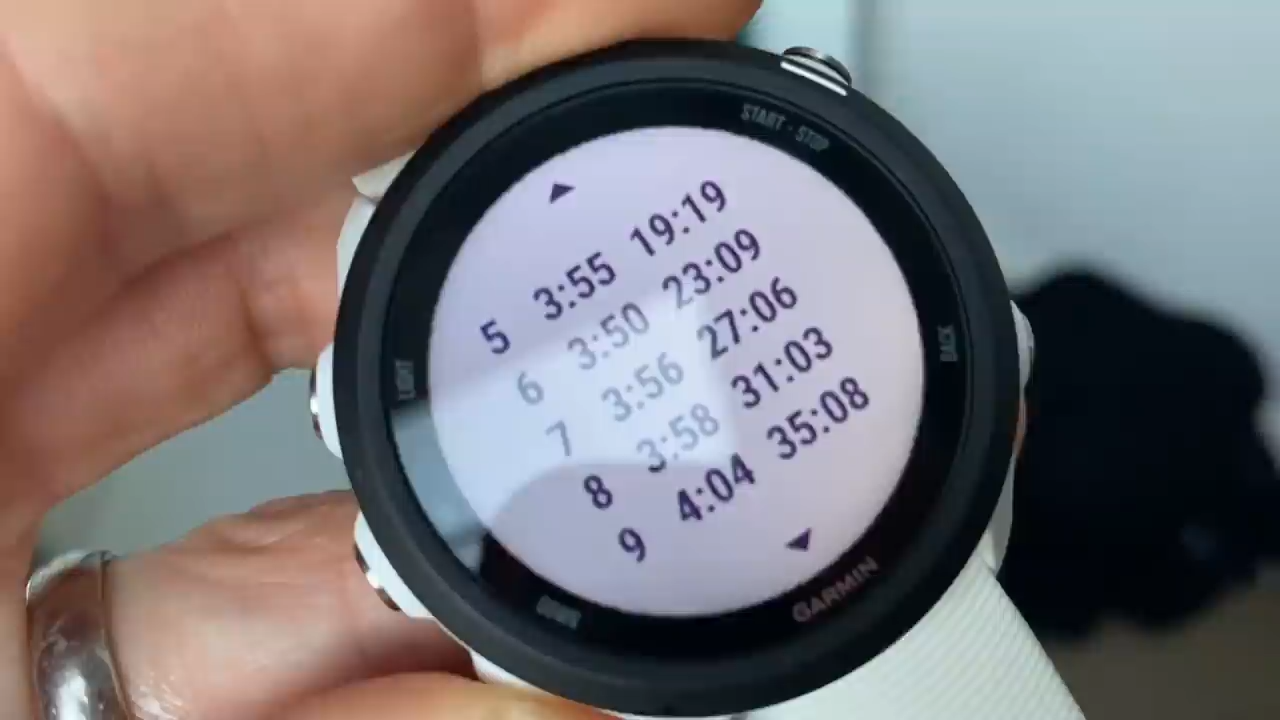 START · STOP
5 3:55 19:19
6 3:50 23:09
7 3:56 27:06
8 3:58 31:03
9 4:04 35:08
LIGHT
BACK
DOWN
GARMIN